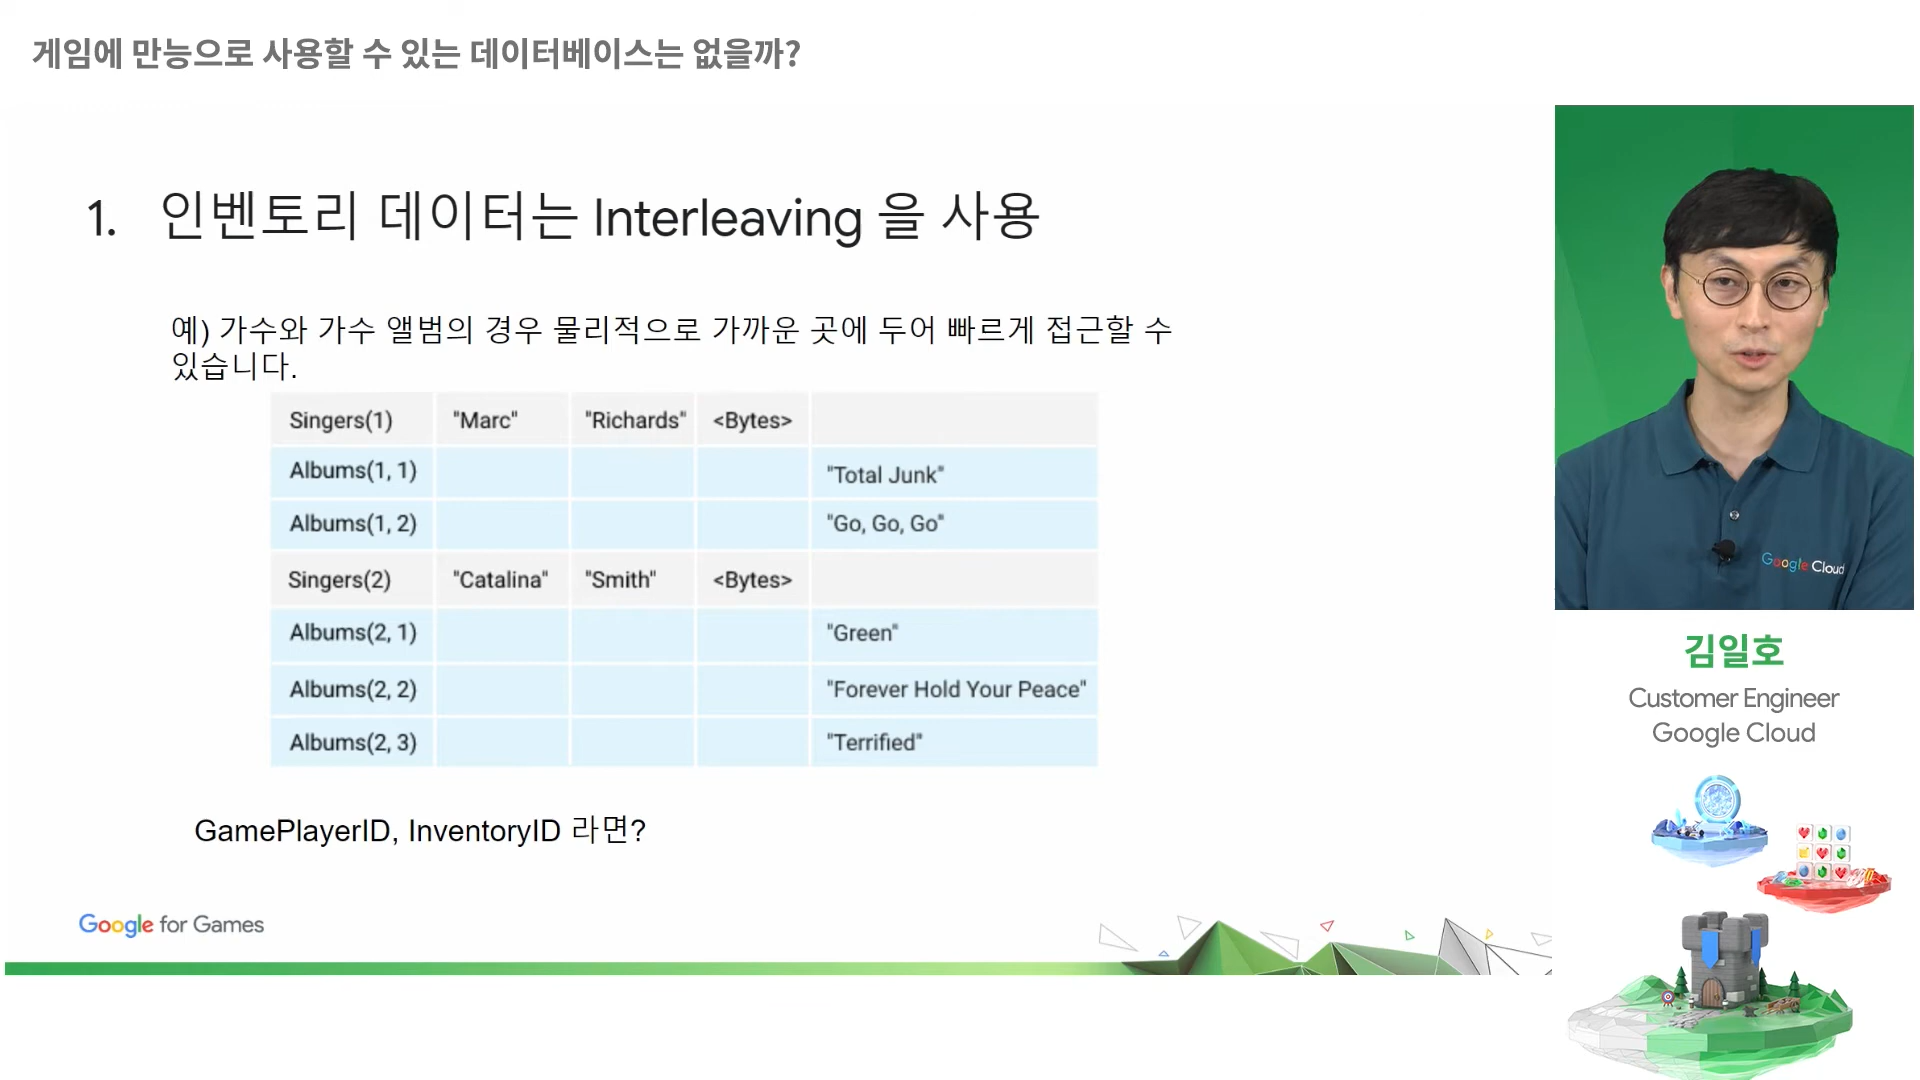 게임에 만능으로 사용할 수 있는 데이터베이스는 없을까?
1. 인벤토리 데이터는 Interleaving 을 사용
예) 가수와 가수 앨범의 경우 물리적으로 가까운 곳에 두어 빠르게 접근할 수
있습니다.
Singers(1) "Marc" "Richards" <Bytes>
Albums(1, 1) "Total Junk"
Albums(1, 2) "Go, Go, Go"
Singers(2) "Catalina" "Smith" <Bytes>
Albums(2, 1) "Green"
Albums(2, 2) "Forever Hold Your Peace"
Albums(2, 3) "Terrified"
GamePlayerID, InventoryID 라면?
Google for Games
Google Cloud
김일호
Customer Engineer
Google Cloud